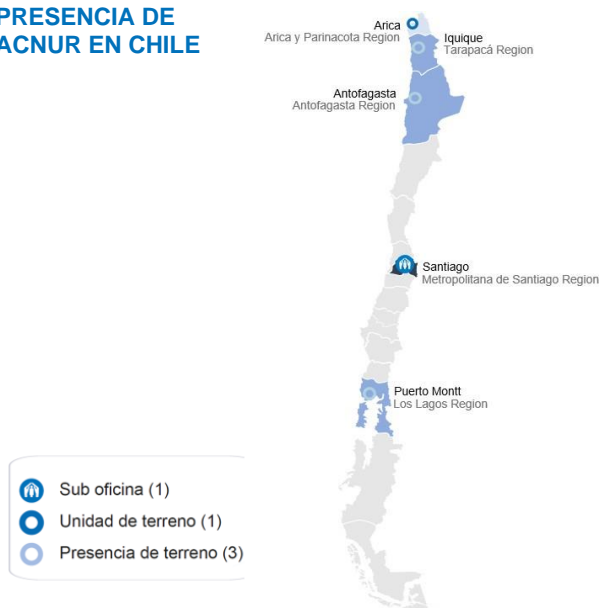 PRESENCIA DE
ACNUR EN CHILE
Arica
Arica y Parinacota Region
Iquique
Tarapacá Region
Antofagasta
Antofagasta Region
Santiago
Metropolitana de Santiago Region
Puerto Montt
Los Lagos Region
Sub oficina (1)
Unidad de terreno (1)
Presencia de terreno (3)